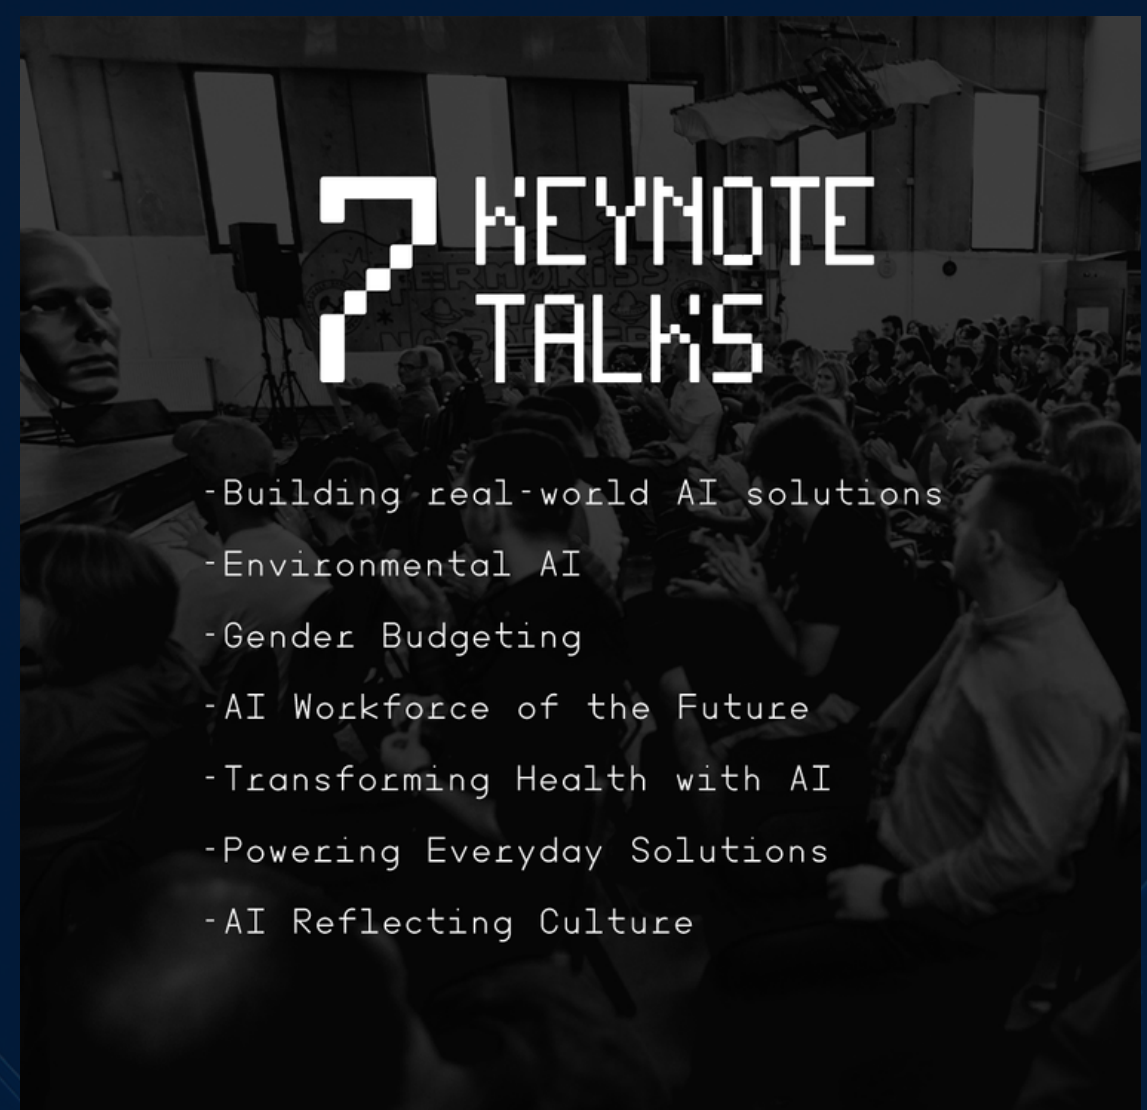 7 KEYNOTE
TALKS
-Building real-world AI solutions
-Environmental AI
-Gender Budgeting
-AI Workforce of the Future
-Transforming Health with AI
-Powering Everyday Solutions
-AI Reflecting Culture